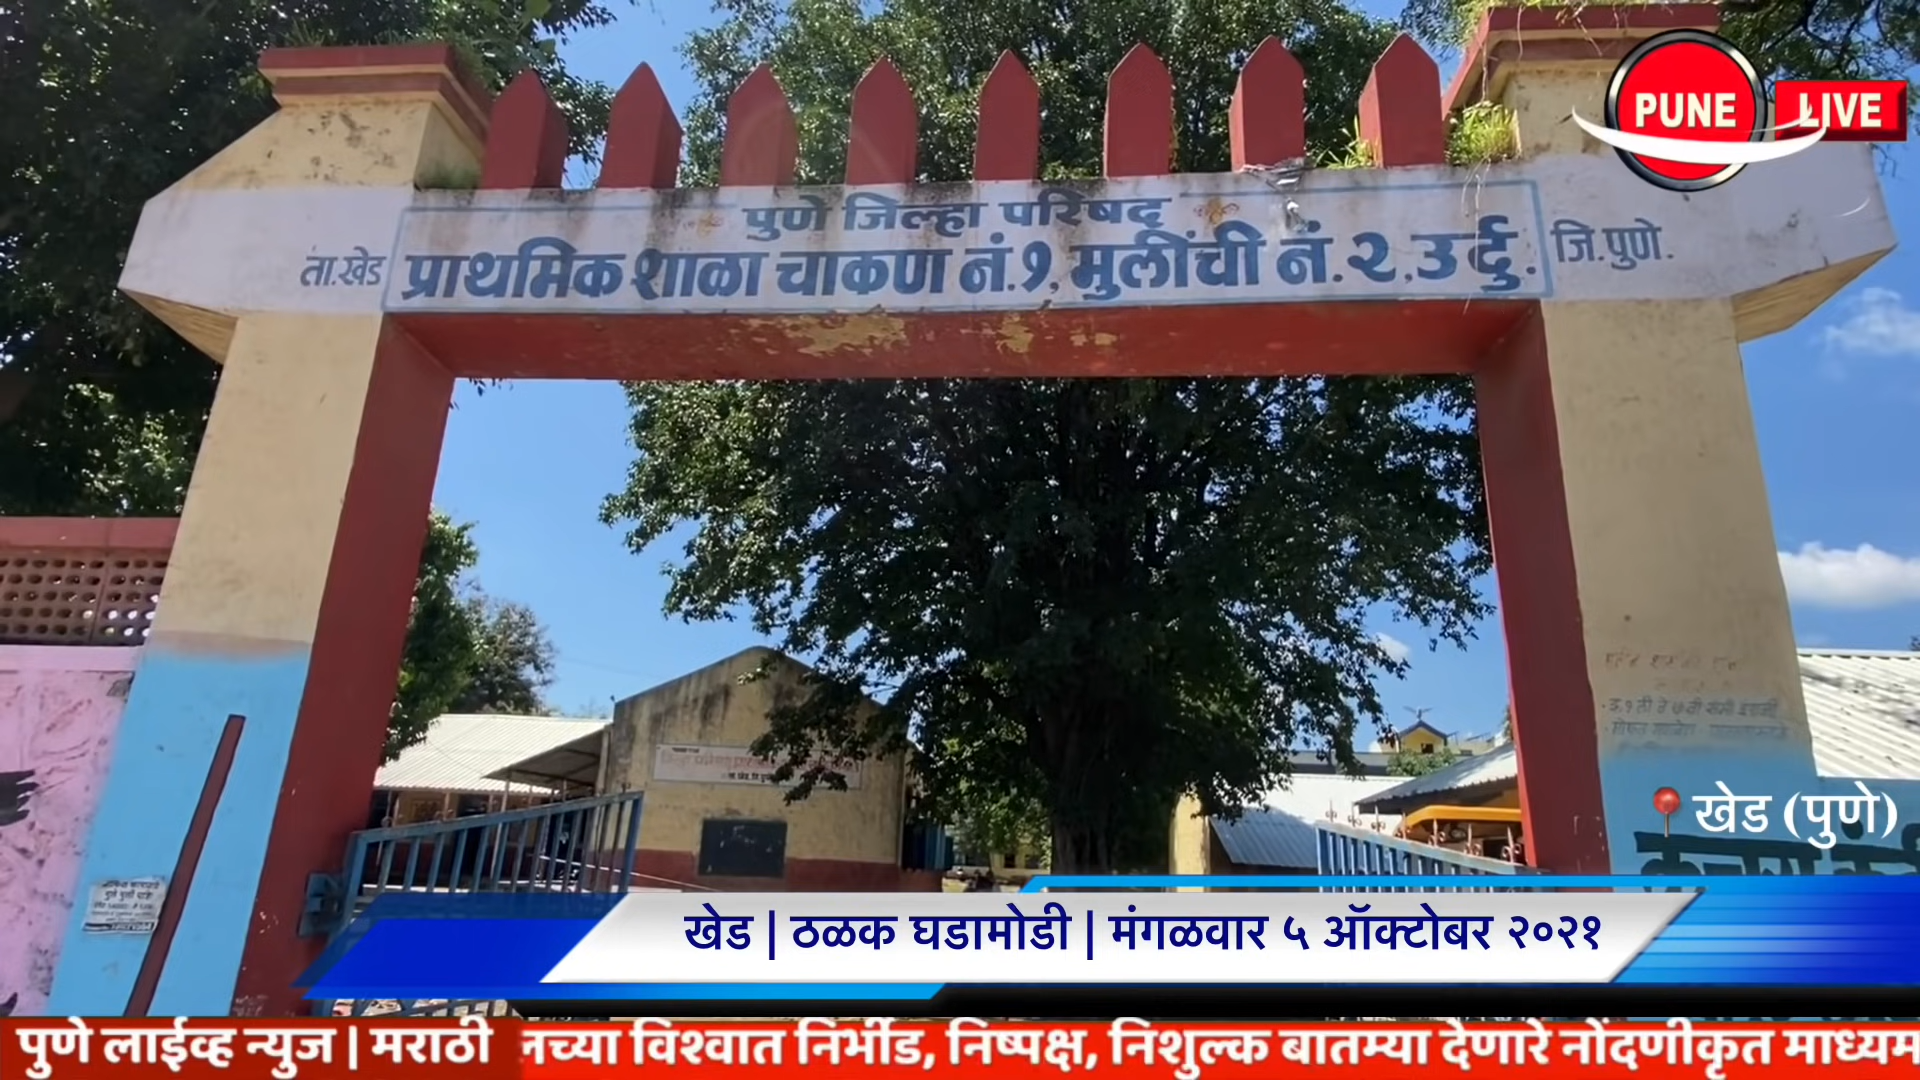 PUNE LIVE
पुणे जिल्हा परिषद
ता.खेड प्राथमिक शाळा चाकण नं.१, मुलींची नं.२, उर्दु. जि.पुणे.
खेड (पुणे)
खेड | ठळक घडामोडी | मंगळवार ५ ऑक्टोबर २०२१
पुणे लाईव्ह न्युज | मराठी
च्या विश्वात निर्भीड, निष्पक्ष, निशुल्क बातम्या देणारे नोंदणीकृत माध्यम